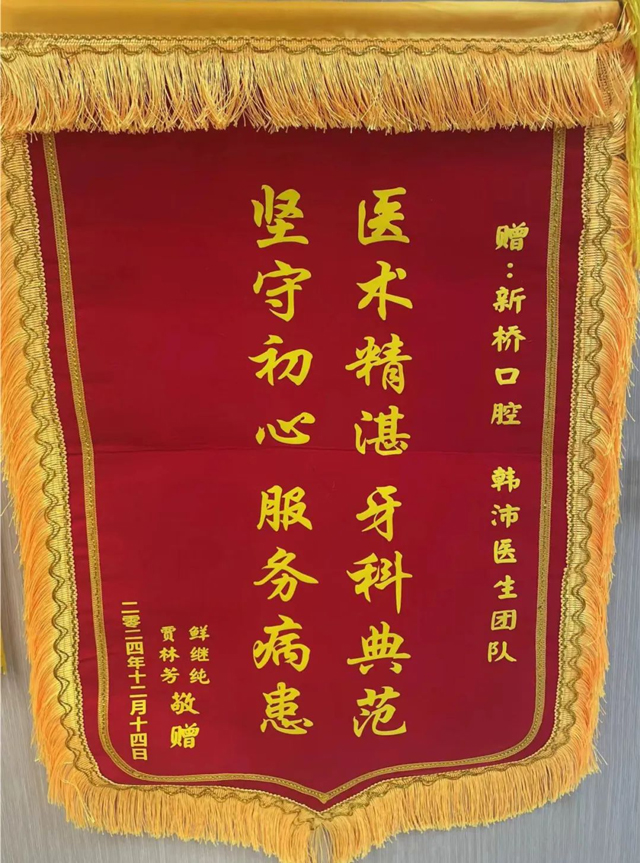 赠：新桥口腔 韩沛医生团队
医术精湛 牙科典范
坚守初心 服务病患
鲜继纯
贾林芳
敬赠
二零二四年十二月十四日